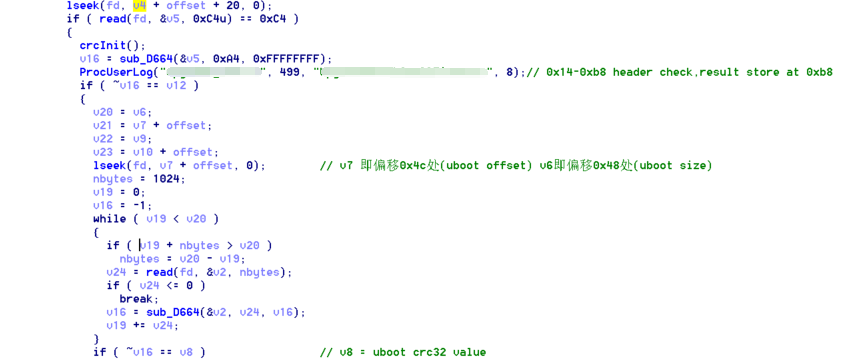 lseek(fd, v4 + offset + 20, 0);
if ( read(fd, &v5, 0xC4u) == 0xC4 )
{
crcInit();
v16 = sub_D664(&v5, 0xA4, 0xFFFFFFFF);
ProcUserLog("", 499, "", 8);// 0x14-0xb8 header check,result store at 0xb8
if ( ~v16 == v12 )
{
v20 = v6;
v21 = v7 + offset;
v22 = v9;
v23 = v10 + offset;
lseek(fd, v7 + offset, 0); // v7 即偏移0x4c处(uboot offset) v6即偏移0x48处(uboot size)
nbytes = 1024;
v19 = 0;
v16 = -1;
while ( v19 < v20 )
{
if ( v19 + nbytes > v20 )
nbytes = v20 - v19;
v24 = read(fd, &v2, nbytes);
if ( v24 <= 0 )
break;
v16 = sub_D664(&v2, v24, v16);
v19 += v24;
}
if ( ~v16 == v8 ) // v8 = uboot crc32 value